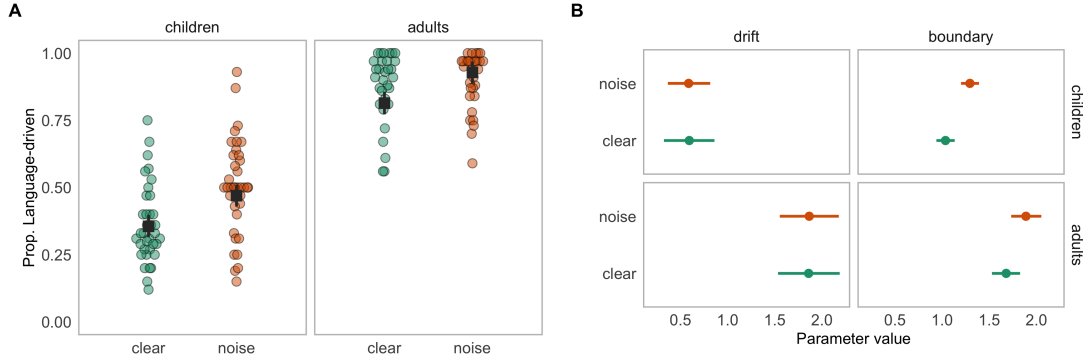 A
children
adults
Prop. Language-driven
1.00
0.75
0.50
0.25
0.00
clear
noise
clear
noise
B
drift
boundary
noise
clear
children
noise
clear
adults
0.5 1.0 1.5 2.0
0.5 1.0 1.5 2.0
Parameter value